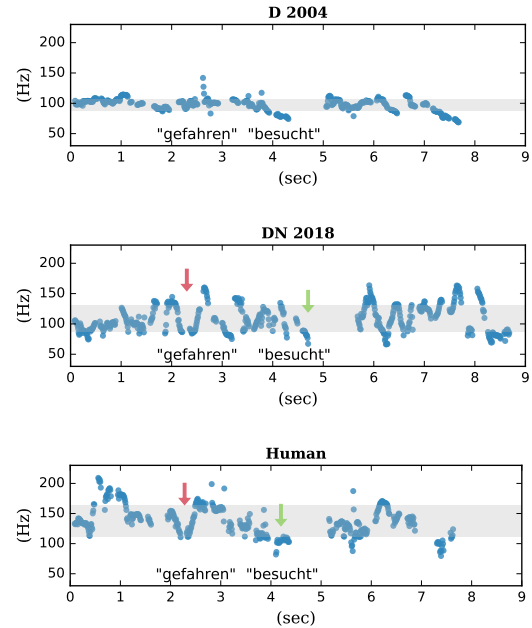 D 2004
200
150
100
50
(Hz)
"gefahren" "besucht"
0 1 2 3 4 5 6 7 8 9
(sec)
DN 2018
200
150
100
50
(Hz)
"gefahren" "besucht"
0 1 2 3 4 5 6 7 8 9
(sec)
Human
200
150
100
50
(Hz)
"gefahren" "besucht"
0 1 2 3 4 5 6 7 8 9
(sec)